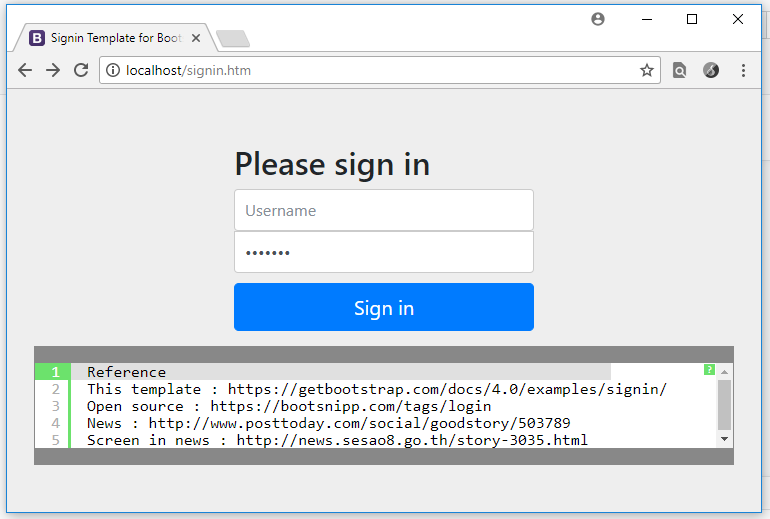 Signin Template for Boot
localhost/signin.htm
Please sign in
Username
•••••••
Sign in
1 Reference
2 This template : https://getbootstrap.com/docs/4.0/examples/signin/
3 Open source : https://bootsnipp.com/tags/login
4 News : http://www.posttoday.com/social/goodstory/503789
5 Screen in news : http://news.sesao8.go.th/story-3035.html
?